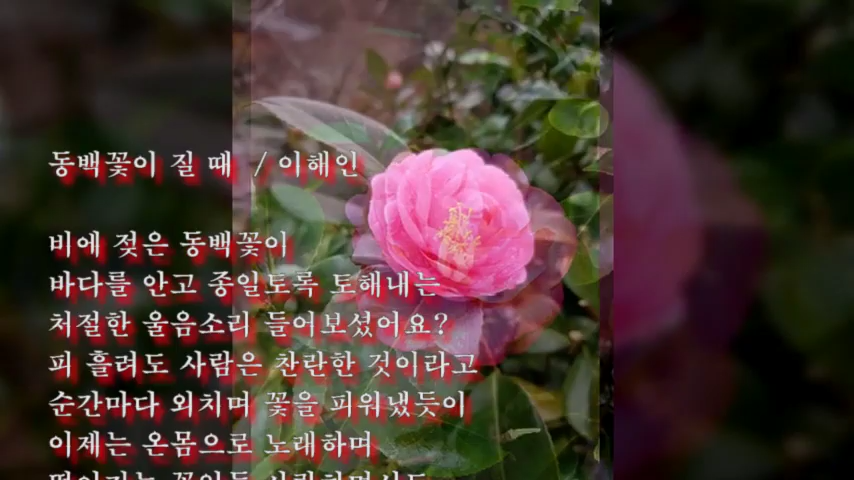 동백꽃이 질 때 / 이해인
비에 젖은 동백꽃이
바다를 안고 종일토록 토해내는
처절한 울음소리 들어보셨어요?
피 흘려도 사람은 찬란한 것이라고
순간마다 외치며 꽃을 피워냈듯이
이제는 온몸으로 노래하며